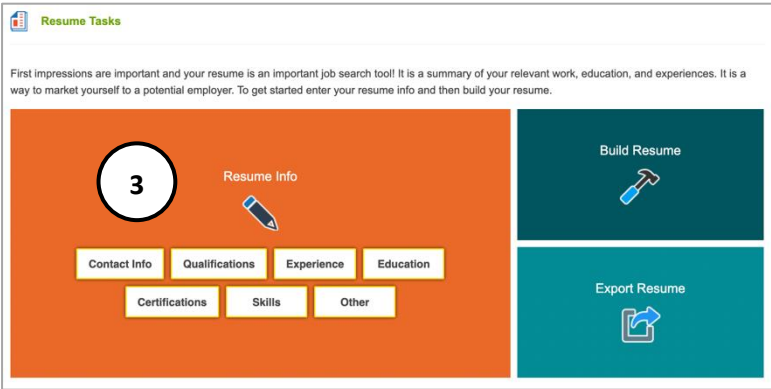 Resume Tasks
First impressions are important and your resume is an important job search tool! It is a summary of your relevant work, education, and experiences. It is a
way to market yourself to a potential employer. To get started enter your resume info and then build your resume.
3
Resume Info
Contact Info Qualifications Experience Education
Certifications Skills Other
Build Resume
Export Resume